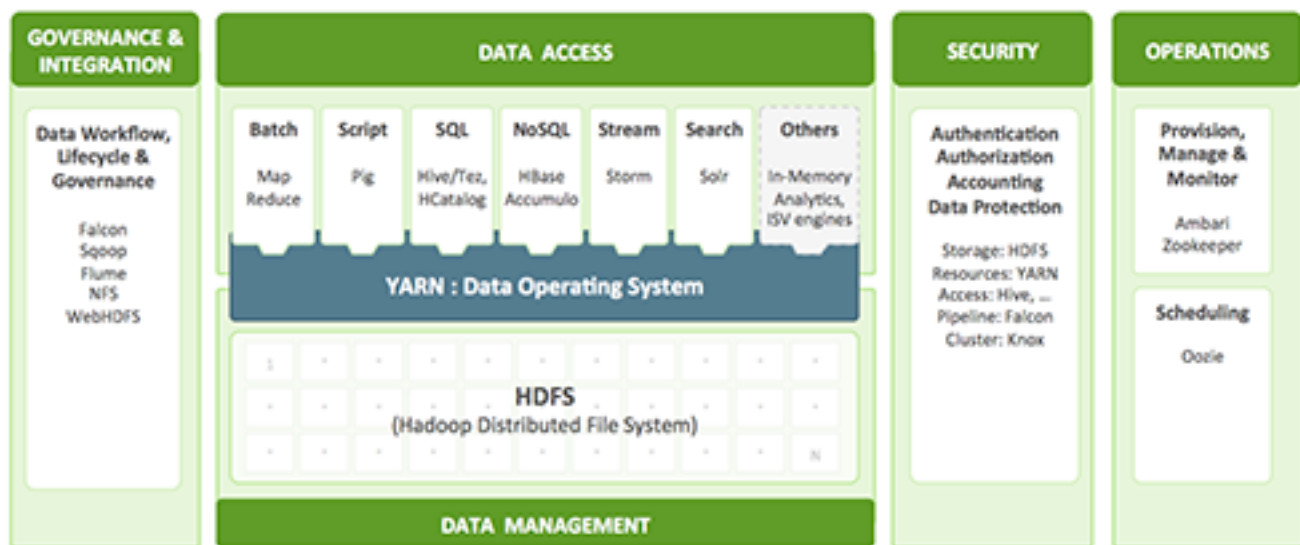 GOVERNANCE &
INTEGRATION
Data Workflow,
Lifecycle &
Governance
Falcon
Sqoop
Flume
NFS
WebHDFS
DATA ACCESS
Batch
Map
Reduce
Script
Pig
SQL
Hive/Tez,
HCatalog
NoSQL
HBase
Accumulo
Stream
Storm
Search
Solr
Others
In-Memory
Analytics,
ISV engines
YARN : Data Operating System
1
HDFS
(Hadoop Distributed File System)
N
DATA MANAGEMENT
SECURITY
Authentication
Authorization
Accounting
Data Protection
Storage: HDFS
Resources: YARN
Access: Hive, ...
Pipeline: Falcon
Cluster: Knox
OPERATIONS
Provision,
Manage &
Monitor
Ambari
Zookeeper
Scheduling
Oozie